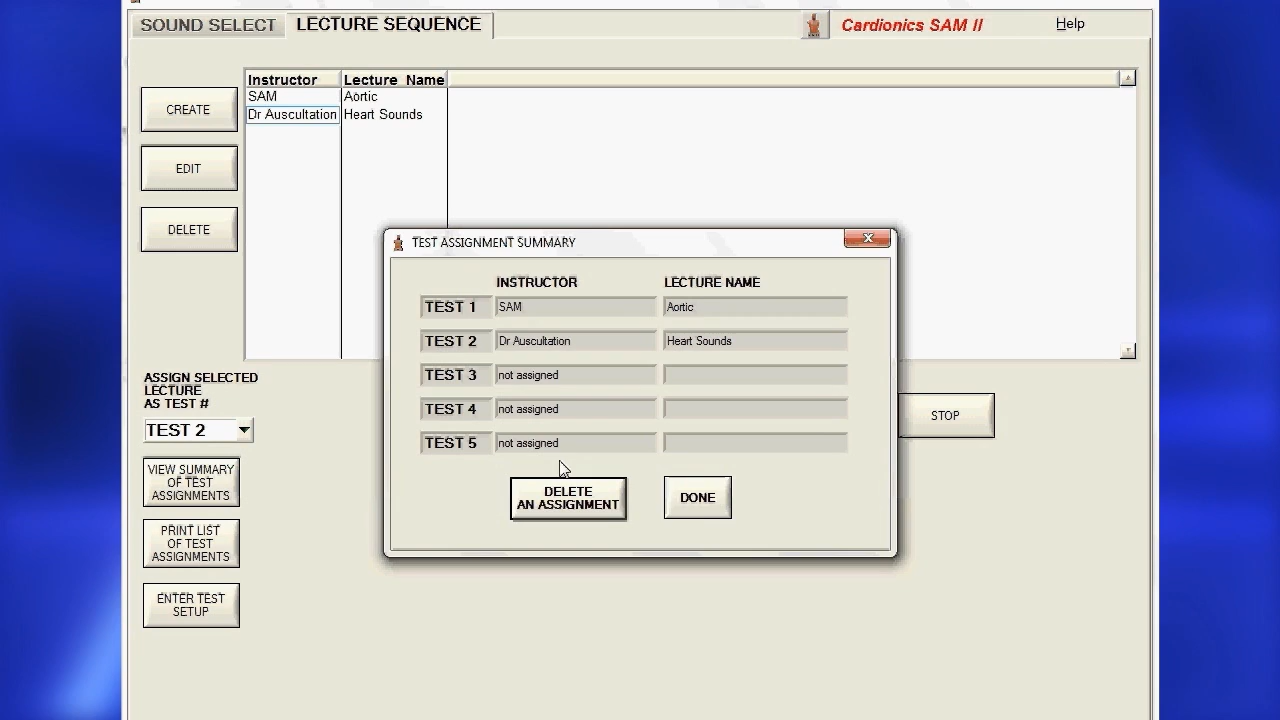 SOUND SELECT LECTURE SEQUENCE Cardionics SAM II Help
Instructor Lecture Name
SAM Aortic
Dr Auscultation Heart Sounds
CREATE
EDIT
DELETE
TEST ASSIGNMENT SUMMARY
INSTRUCTOR LECTURE NAME
TEST 1 SAM Aortic
TEST 2 Dr Auscultation Heart Sounds
TEST 3 not assigned
TEST 4 not assigned
TEST 5 not assigned
DELETE
AN ASSIGNMENT
DONE
STOP
ASSIGN SELECTED
LECTURE
AS TEST #
TEST 2
VIEW SUMMARY
OF TEST
ASSIGNMENTS
PRINT LIST
OF TEST
ASSIGNMENTS
ENTER TEST
SETUP